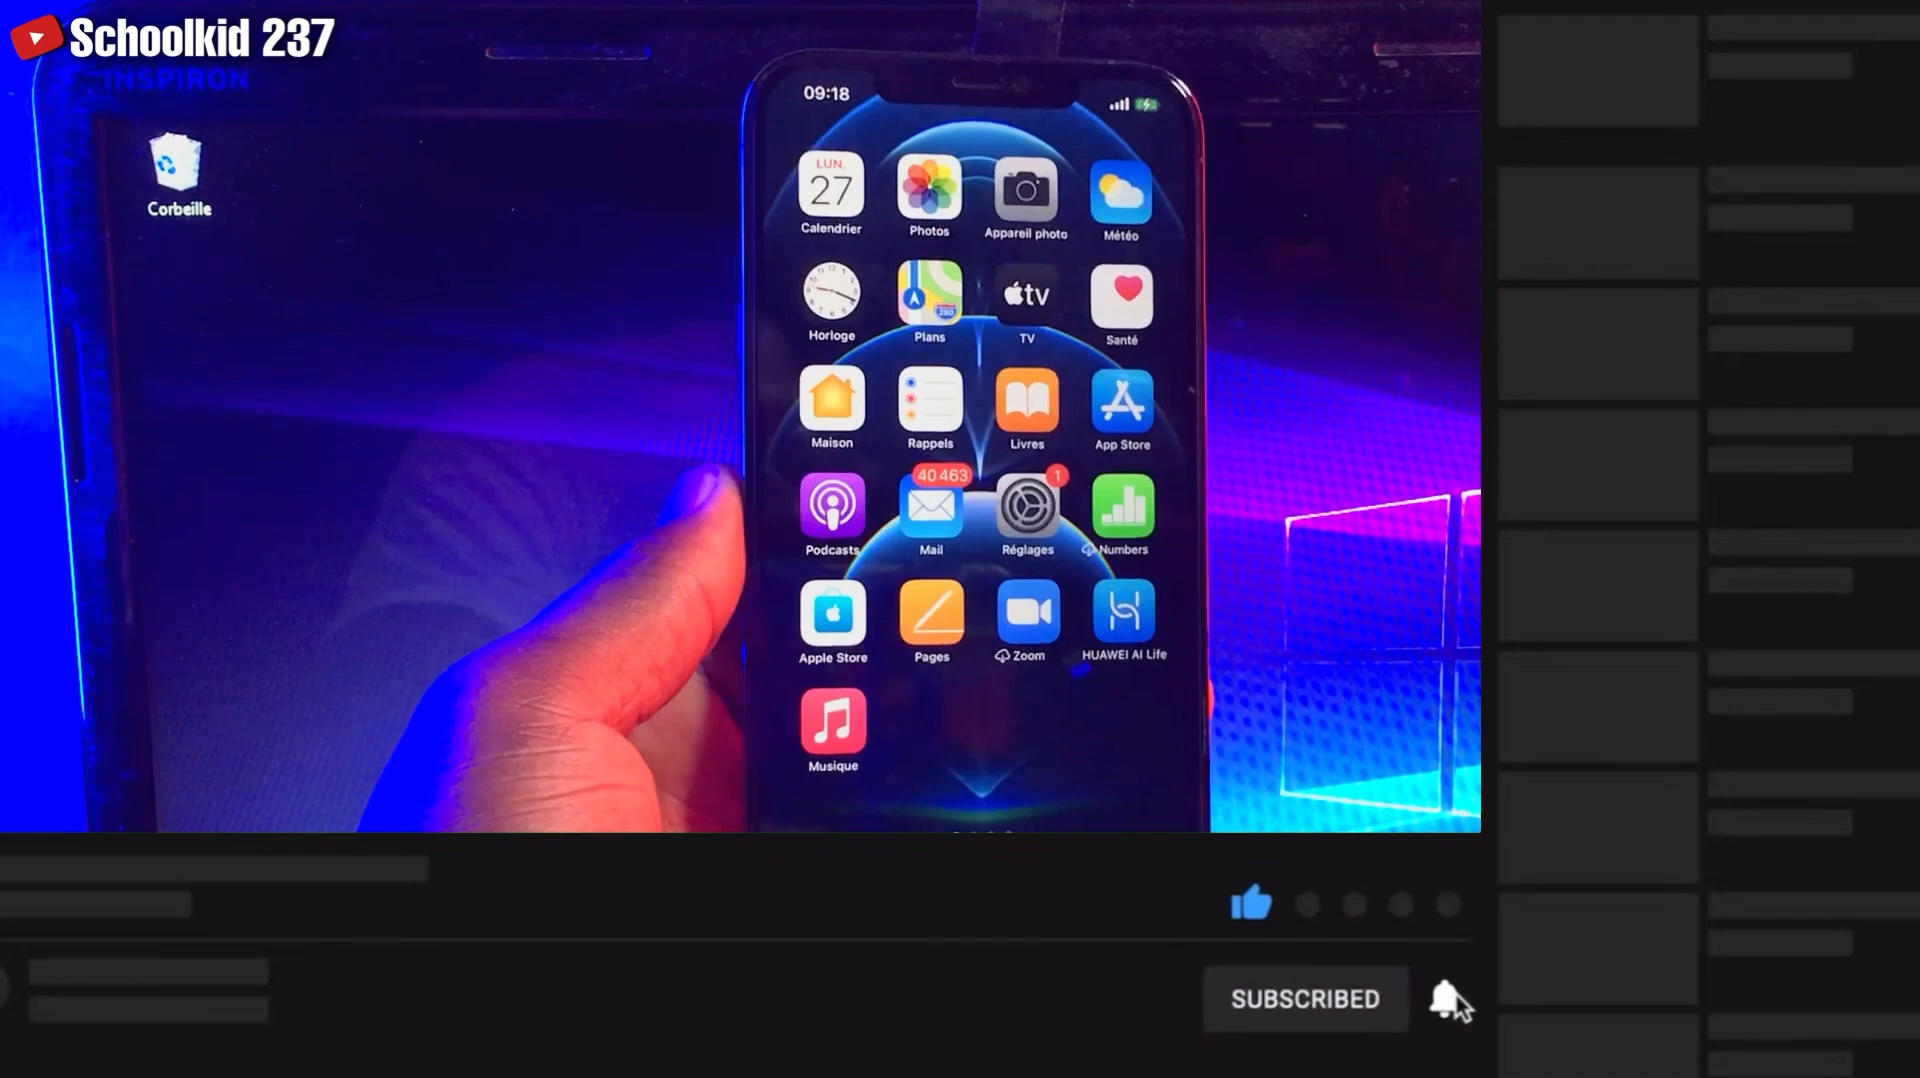 Schoolkid 237
INSPIRON
Corbeille
09:18
LUN.
27
Calendrier
Photos
Appareil photo
Météo
Horloge
Plans
tv
TV
Santé
Maison
Rappels
Livres
App Store
40 463
1
Podcasts
Mail
Réglages
Numbers
Apple Store
Pages
Zoom
HUAWEI AI Life
Musique
SUBSCRIBED